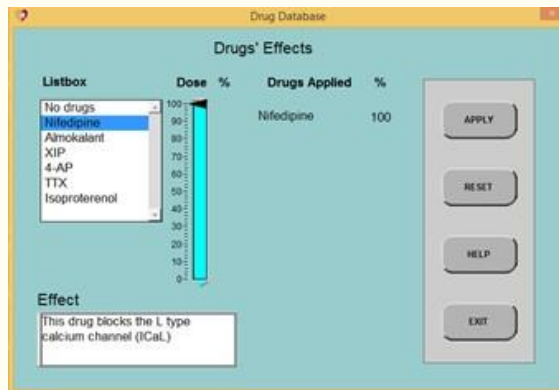 Drug Database
Drugs' Effects
Listbox
Dose %
Drugs Applied %
No drugs
Nifedipine
Almokalant
XIP
4-AP
TTX
Isoproterenol
100
90
80
70
60
50
40
30
20
10
0
Nifedipine 100
APPLY
RESET
HELP
EXIT
Effect
This drug blocks the L type
calcium channel (ICaL)